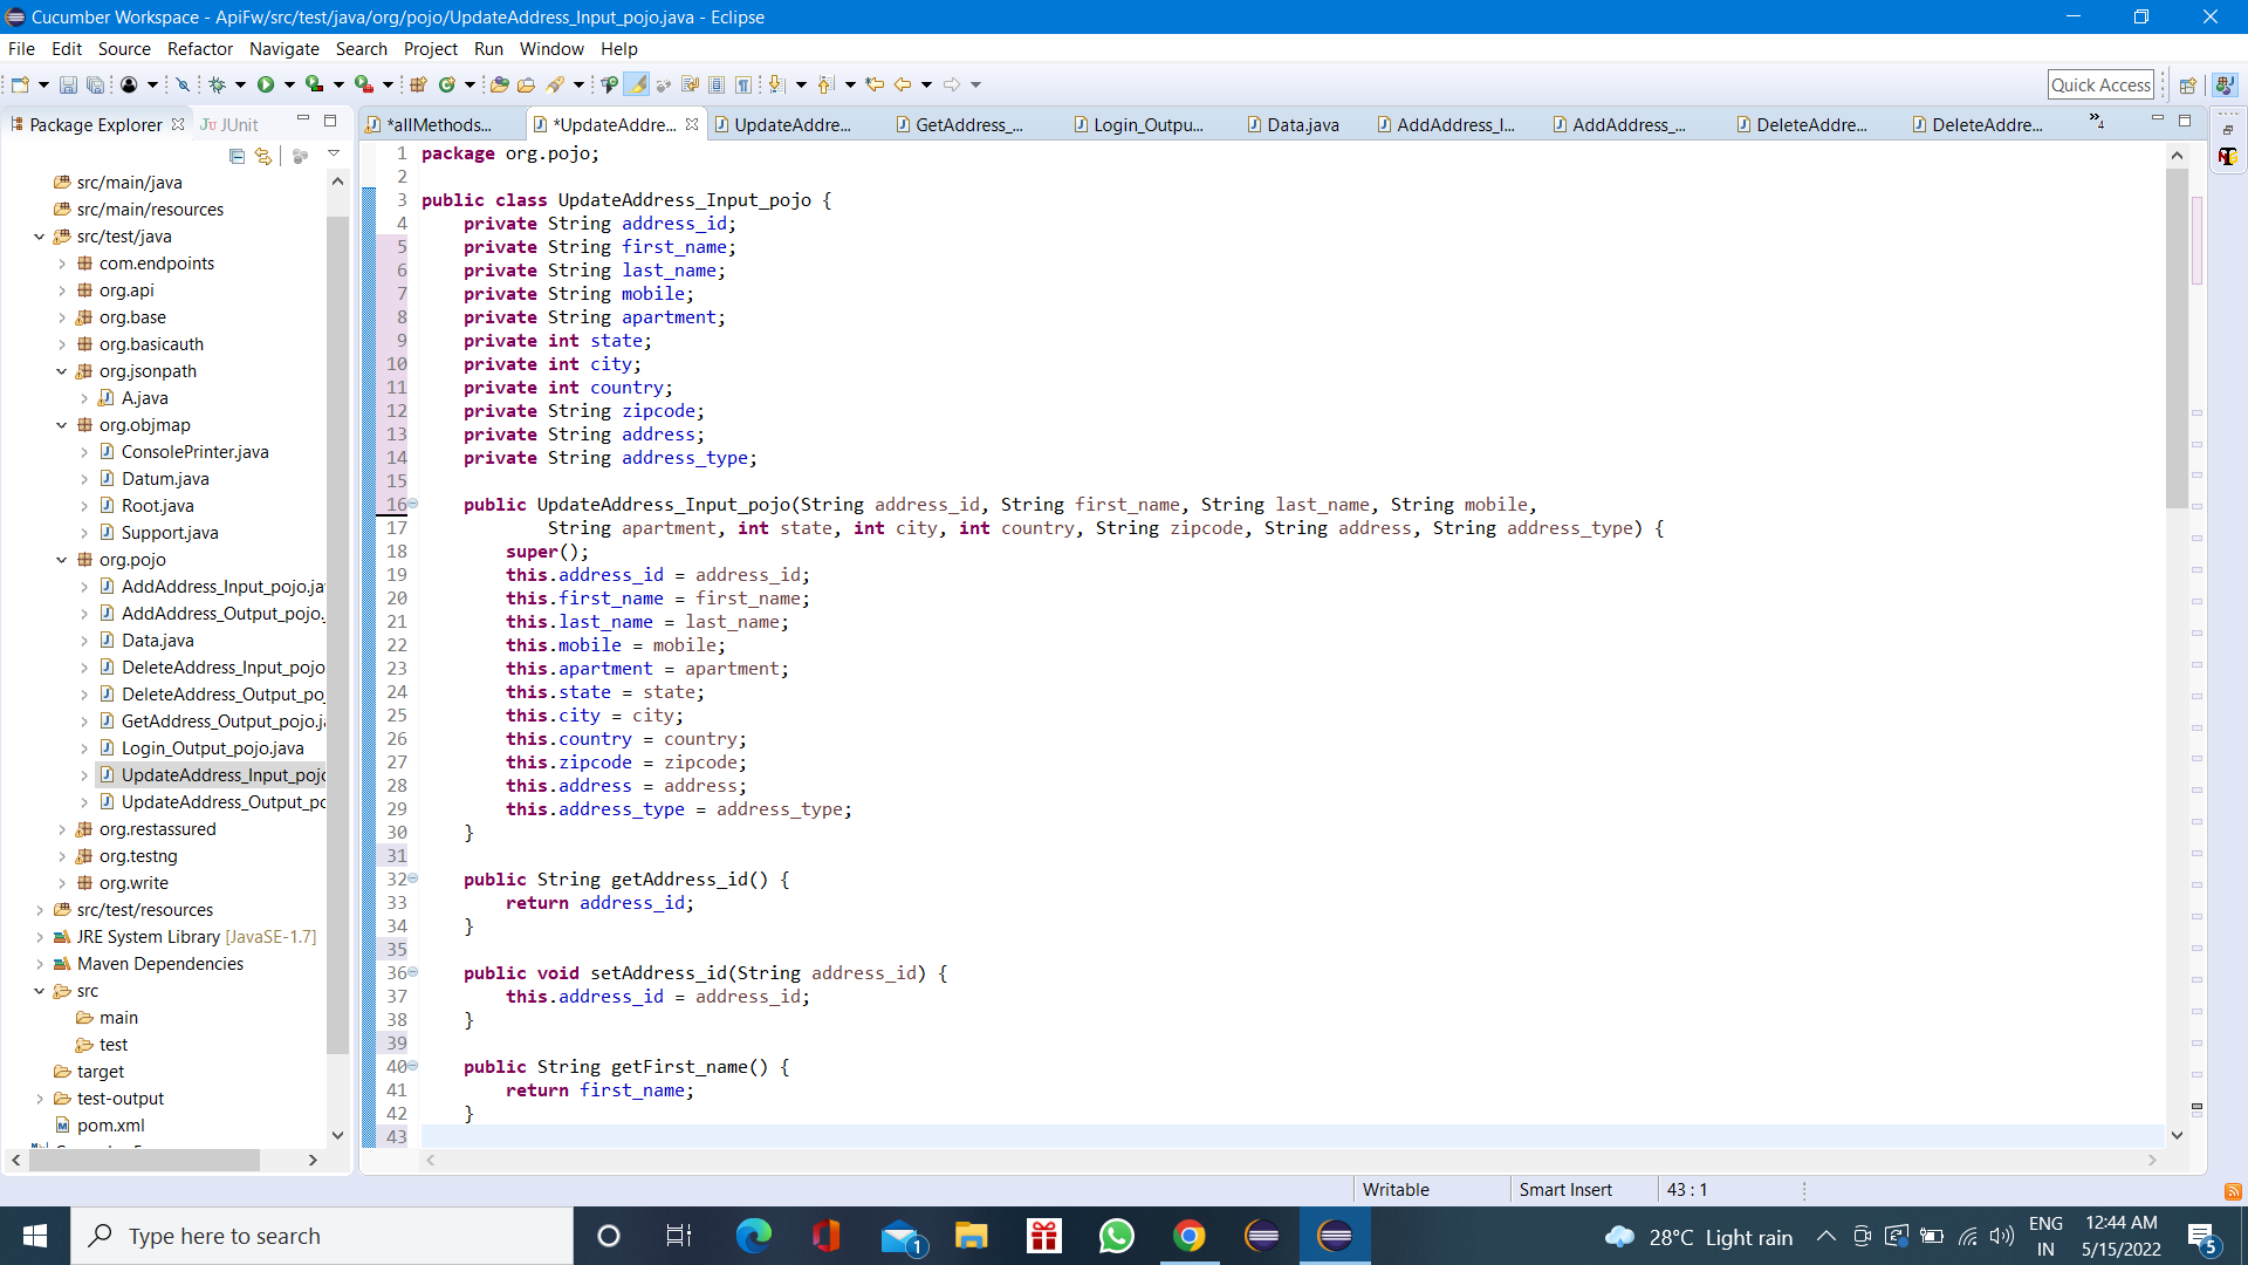 Cucumber Workspace - ApiFw/src/test/java/org/pojo/UpdateAddress_Input_pojo.java - Eclipse
File Edit Source Refactor Navigate Search Project Run Window Help
Quick Access
Package Explorer JUnit
*allMethods... *UpdateAddre... UpdateAddre... GetAddress_... Login_Outpu... Data.java AddAddress_I... AddAddress_... DeleteAddre... DeleteAddre... 4
src/main/java
src/main/resources
src/test/java
com.endpoints
org.api
org.base
org.basicauth
org.jsonpath
A.java
org.objmap
ConsolePrinter.java
Datum.java
Root.java
Support.java
org.pojo
AddAddress_Input_pojo.ja
AddAddress_Output_pojo.
Data.java
DeleteAddress_Input_pojo
DeleteAddress_Output_po
GetAddress_Output_pojo.j
Login_Output_pojo.java
UpdateAddress_Input_pojo
UpdateAddress_Output_po
org.restassured
org.testng
org.write
src/test/resources
JRE System Library [JavaSE-1.7]
Maven Dependencies
src
main
test
target
test-output
pom.xml
1 package org.pojo;
2
3 public class UpdateAddress_Input_pojo {
4 private String address_id;
5 private String first_name;
6 private String last_name;
7 private String mobile;
8 private String apartment;
9 private int state;
10 private int city;
11 private int country;
12 private String zipcode;
13 private String address;
14 private String address_type;
15
16 public UpdateAddress_Input_pojo(String address_id, String first_name, String last_name, String mobile,
17 String apartment, int state, int city, int country, String zipcode, String address, String address_type) {
18 super();
19 this.address_id = address_id;
20 this.first_name = first_name;
21 this.last_name = last_name;
22 this.mobile = mobile;
23 this.apartment = apartment;
24 this.state = state;
25 this.city = city;
26 this.country = country;
27 this.zipcode = zipcode;
28 this.address = address;
29 this.address_type = address_type;
30 }
31
32 public String getAddress_id() {
33 return address_id;
34 }
35
36 public void setAddress_id(String address_id) {
37 this.address_id = address_id;
38 }
39
40 public String getFirst_name() {
41 return first_name;
42 }
43
Writable Smart Insert 43 : 1
Type here to search
1
28°C Light rain
ENG
IN
12:44 AM
5/15/2022
5